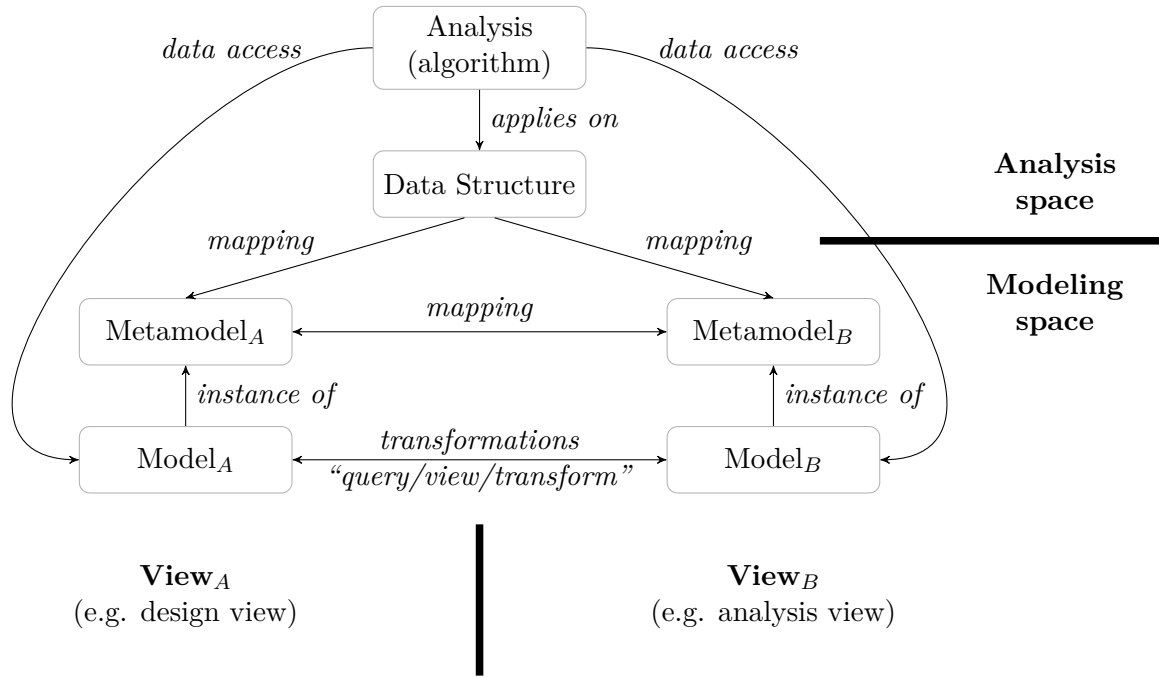 Analysis
(algorithm)
data access
data access
applies on
Data Structure
Analysis
space
mapping
mapping
Modeling
space
Metamodel_A
mapping
Metamodel_B
instance of
instance of
Model_A
transformations
“query/view/transform”
Model_B
View_A
(e.g. design view)
View_B
(e.g. analysis view)